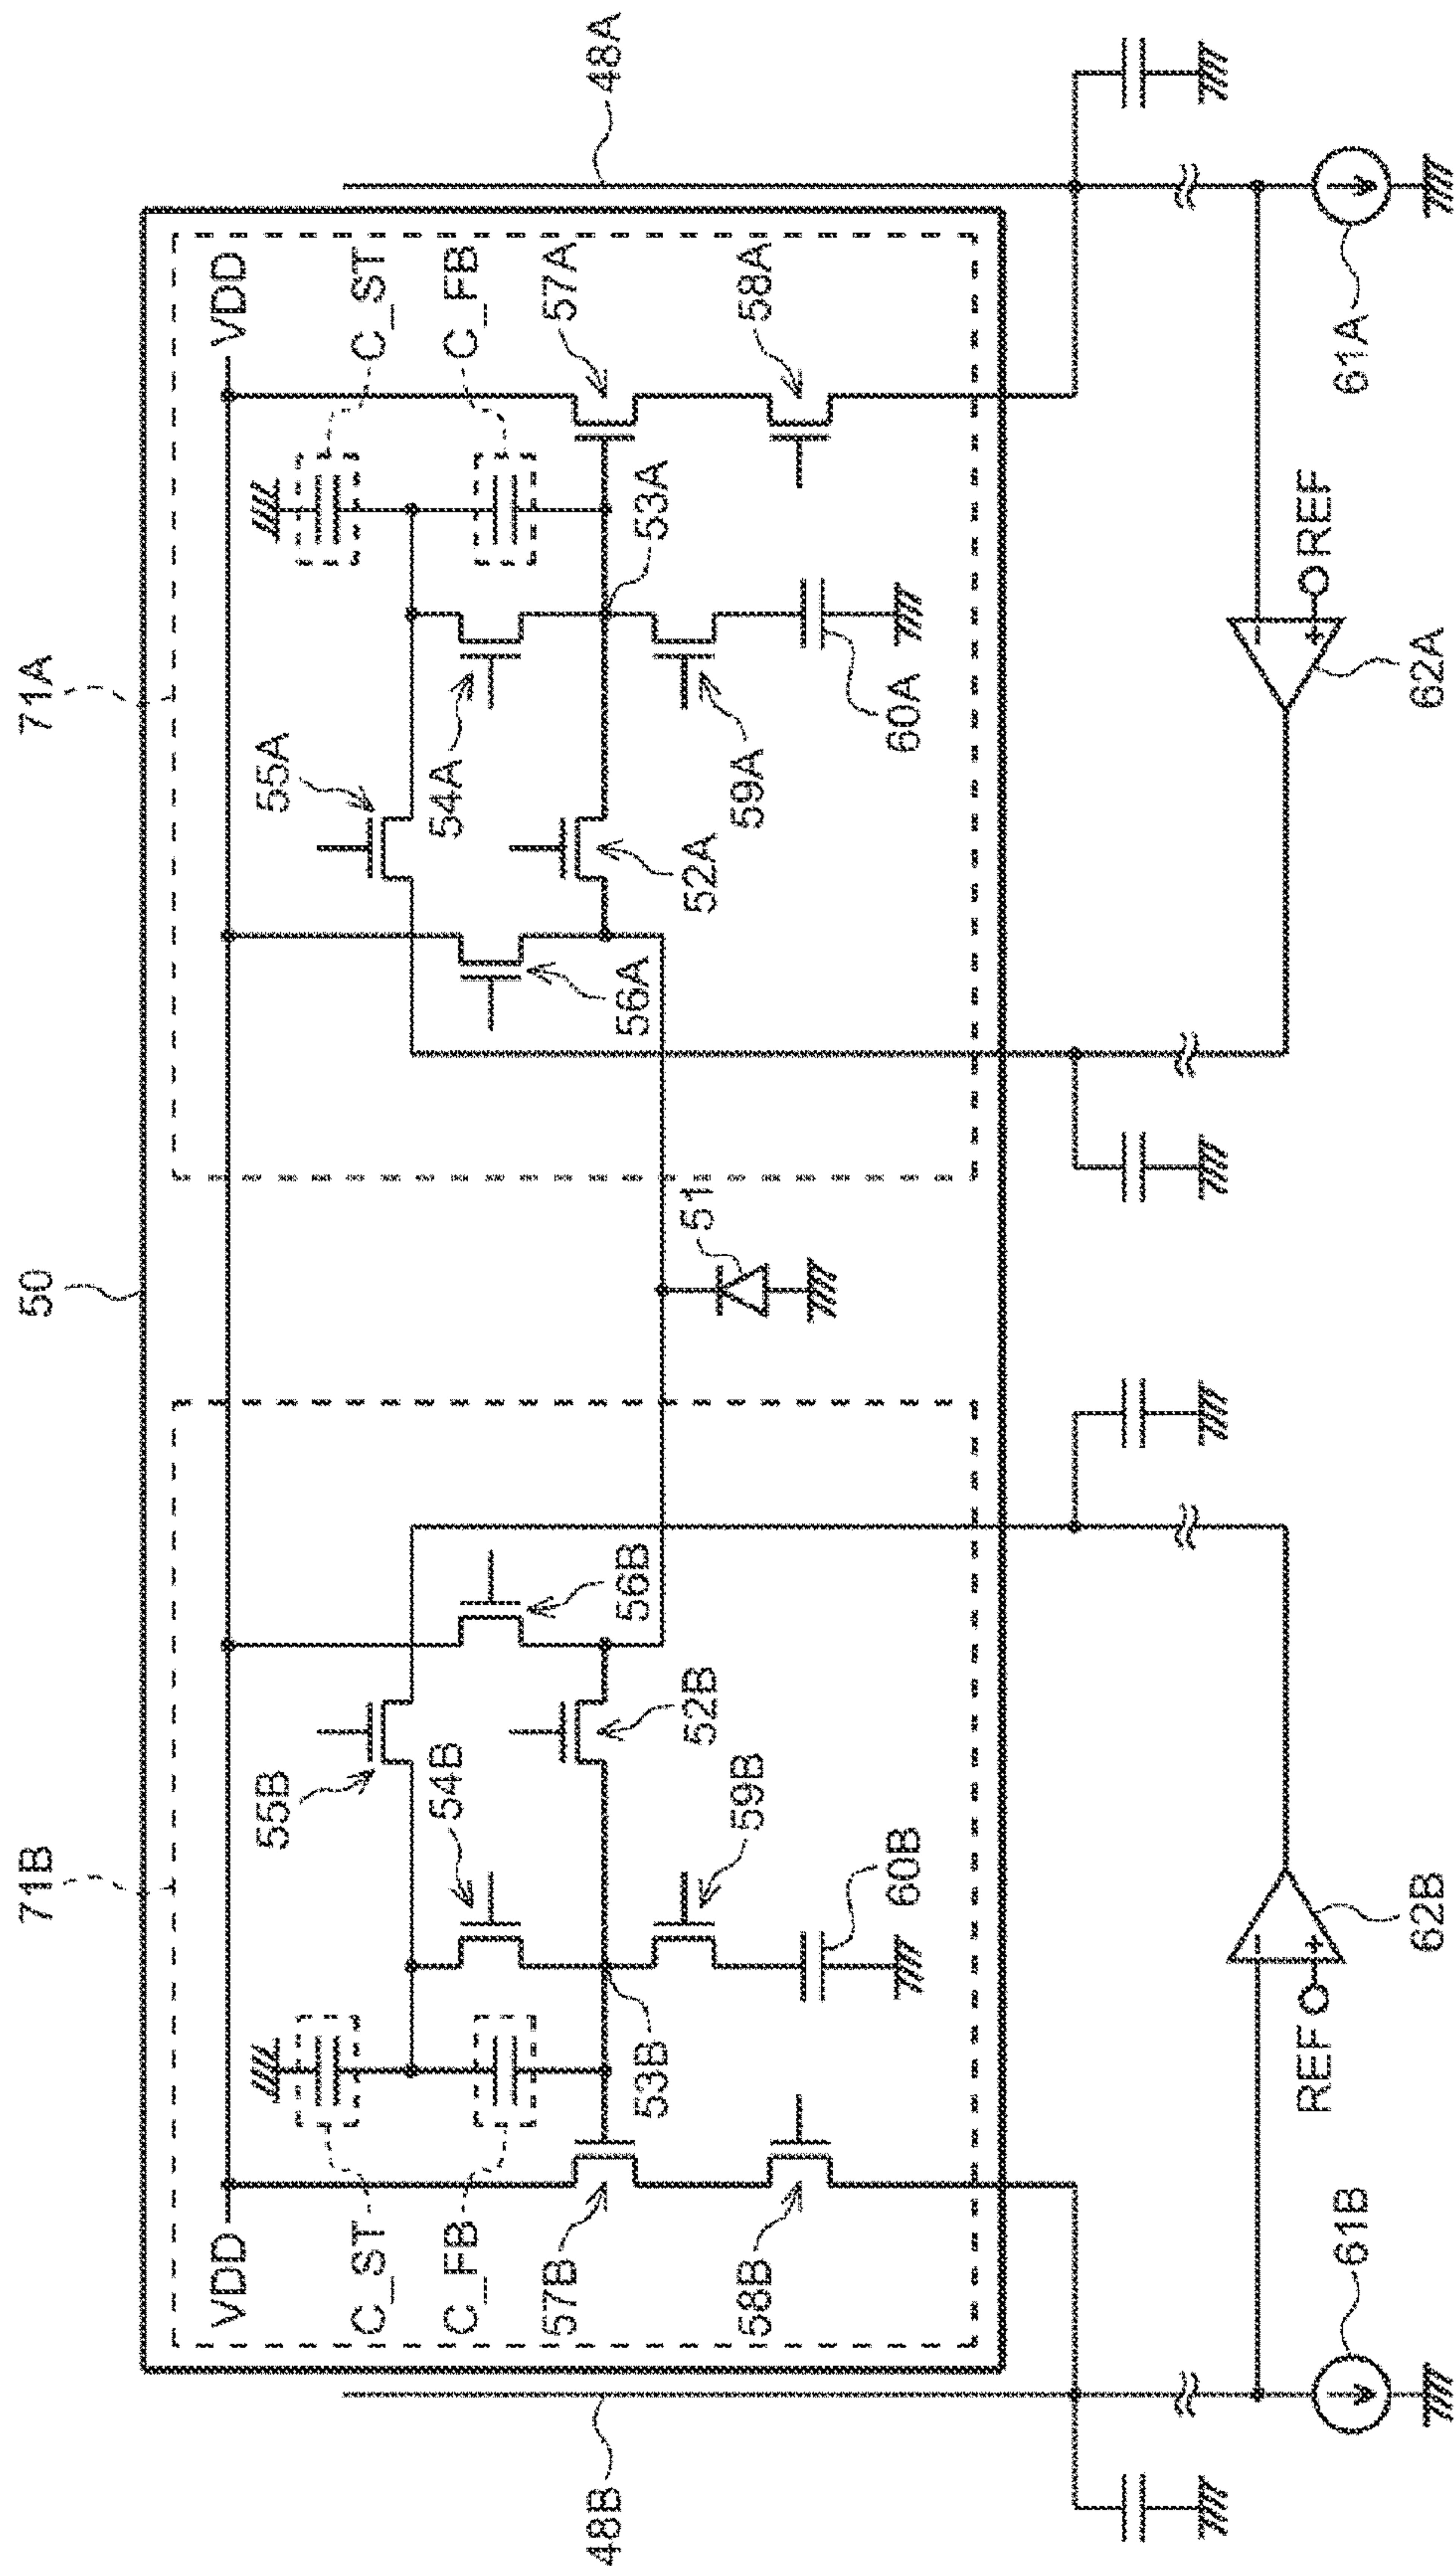 50
71B
71A
VDD
VDD
C_ST
C_FB
55B
54B
56B
55A
54A
56A
C_ST
C_FB
57B
53B
52B
51
52A
53A
57A
58B
59B
60B
59A
60A
58A
48B
48A
REF
-
+
62B
61B
-
+
REF
62A
61A